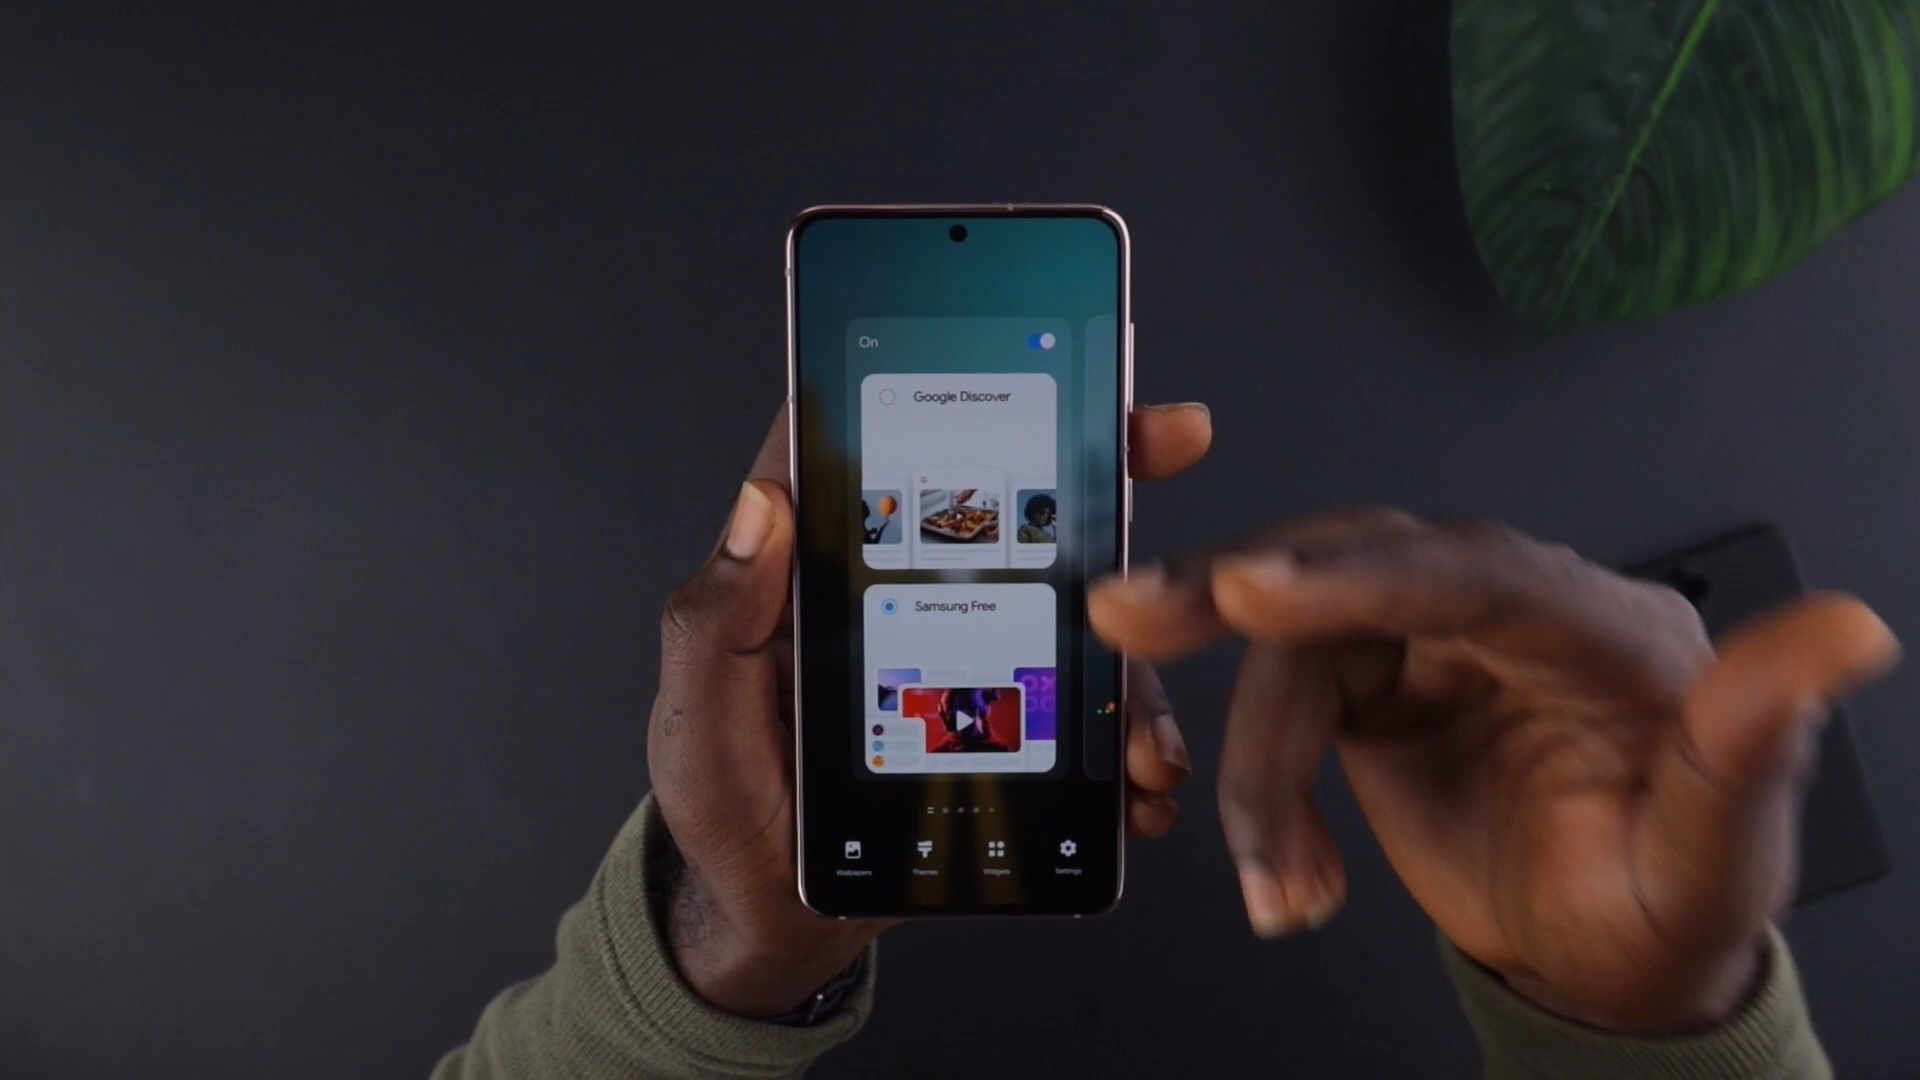 On
Google Discover
Samsung Free
Wallpapers Themes Widgets Settings